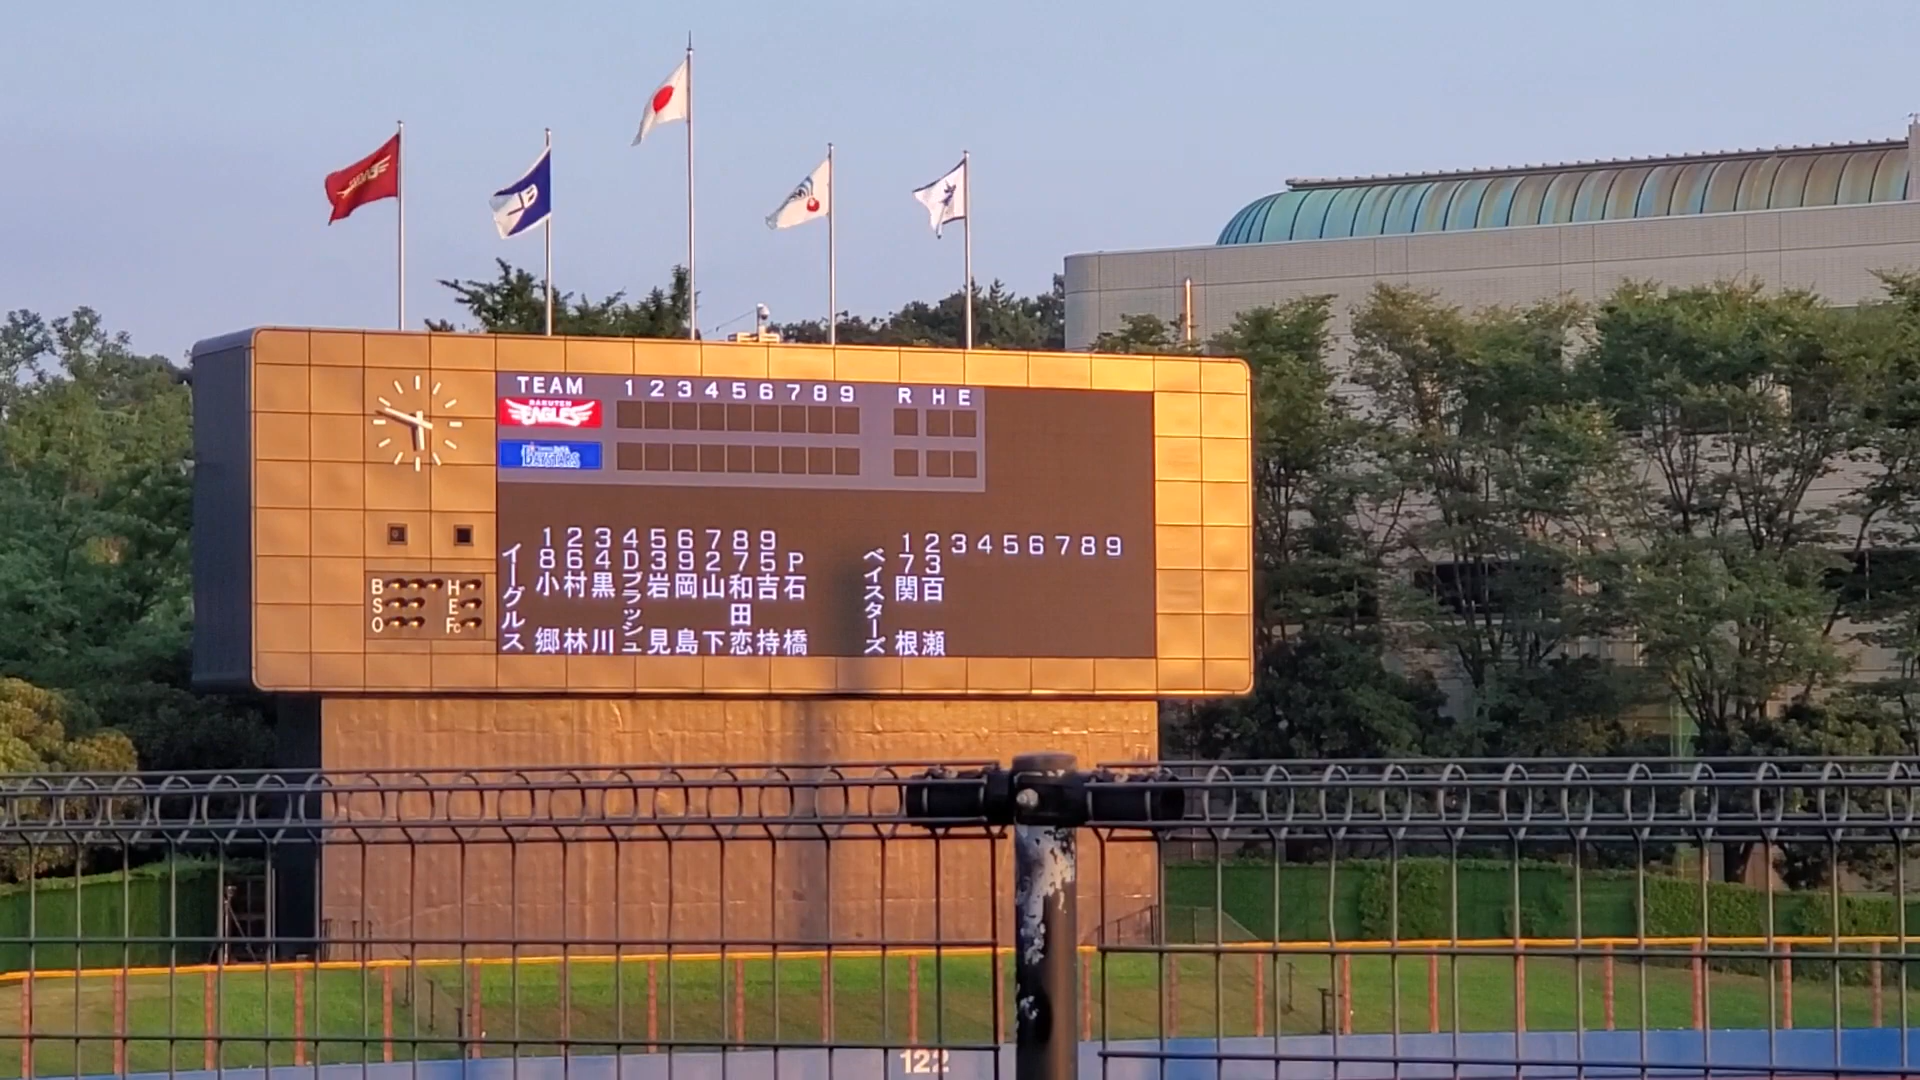 TEAM 1 2 3 4 5 6 7 8 9 R H E
RAKUTEN
EAGLES
BAYSTARS
1 2 3 4 5 6 7 8 9
8 6 4 D 3 9 2 7 5 P
イーグルス
小郷
村林
黒川
ブラッシュ
岩見
岡島
山下
和田恋
吉持
石橋
1 2 3 4 5 6 7 8 9
7 3
ベイスターズ
関根
百瀬
B H
S E
O Fc
122